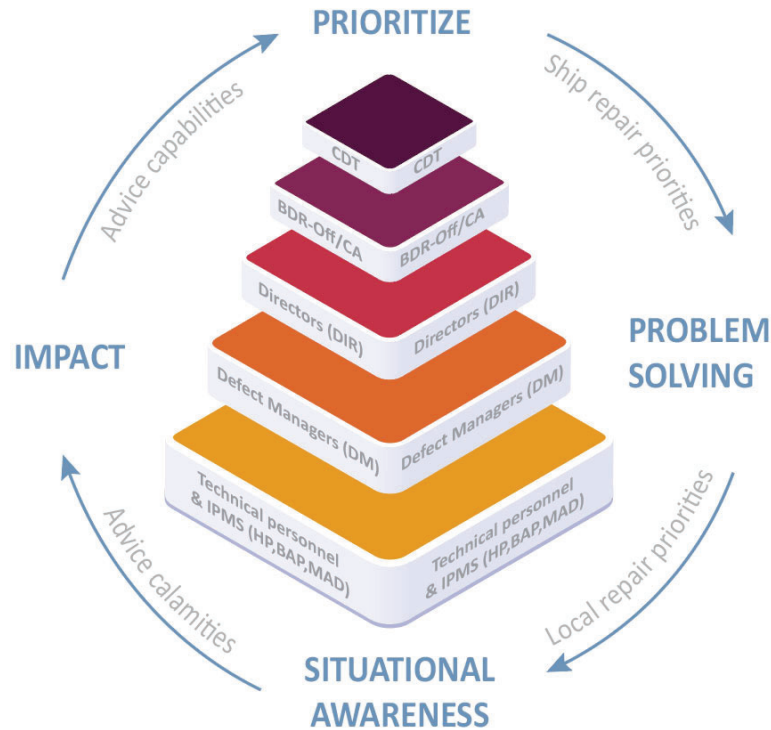 PRIORITIZE
Advice capabilities
Ship repair priorities
CDT
CDT
BDR-Off/CA
BDR-Off/CA
Directors (DIR)
Directors (DIR)
IMPACT
PROBLEM
SOLVING
Defect Managers (DM)
Defect Managers (DM)
Technical personnel
& IPMS (HP,BAP,MAD)
Technical personnel
& IPMS (HP,BAP,MAD)
Advice calamities
Local repair priorities
SITUATIONAL
AWARENESS